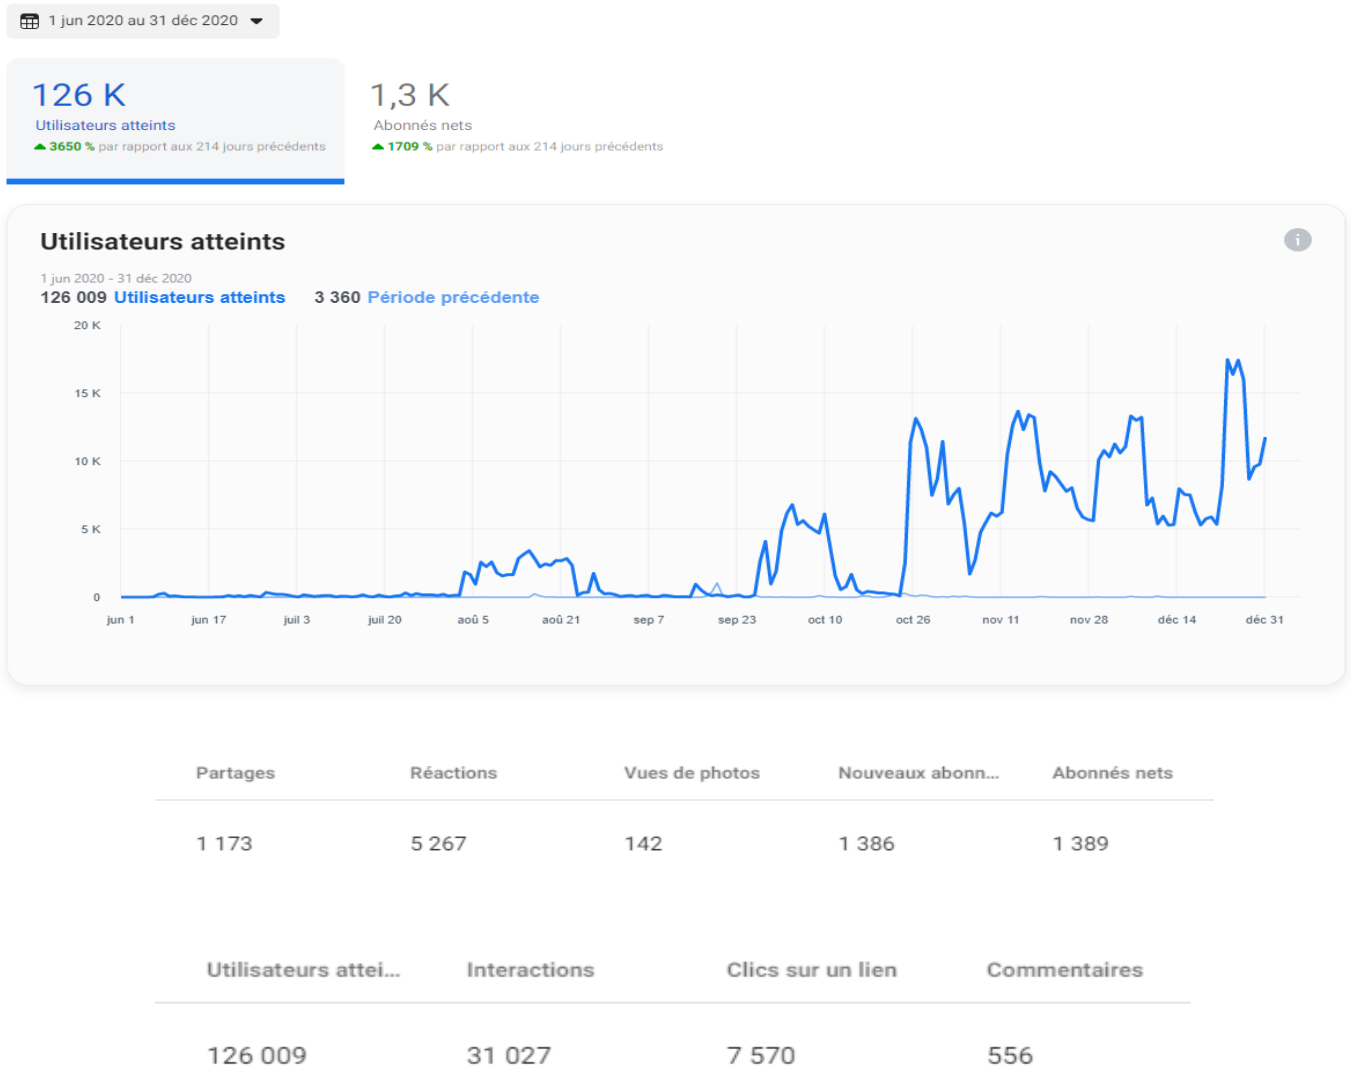 1 jun 2020 au 31 déc 2020
126 K
Utilisateurs atteints
3650 % par rapport aux 214 jours précédents
1,3 K
Abonnés nets
1709 % par rapport aux 214 jours précédents
Utilisateurs atteints
i
1 jun 2020 - 31 déc 2020
126 009 Utilisateurs atteints 3 360 Période précédente
20 K
15 K
10 K
5 K
0
jun 1 jun 17 juil 3 juil 20 aoû 5 aoû 21 sep 7 sep 23 oct 10 oct 26 nov 11 nov 28 déc 14 déc 31
Partages Réactions Vues de photos Nouveaux abonn... Abonnés nets
1 173 5 267 142 1 386 1 389
Utilisateurs attei... Interactions Clics sur un lien Commentaires
126 009 31 027 7 570 556